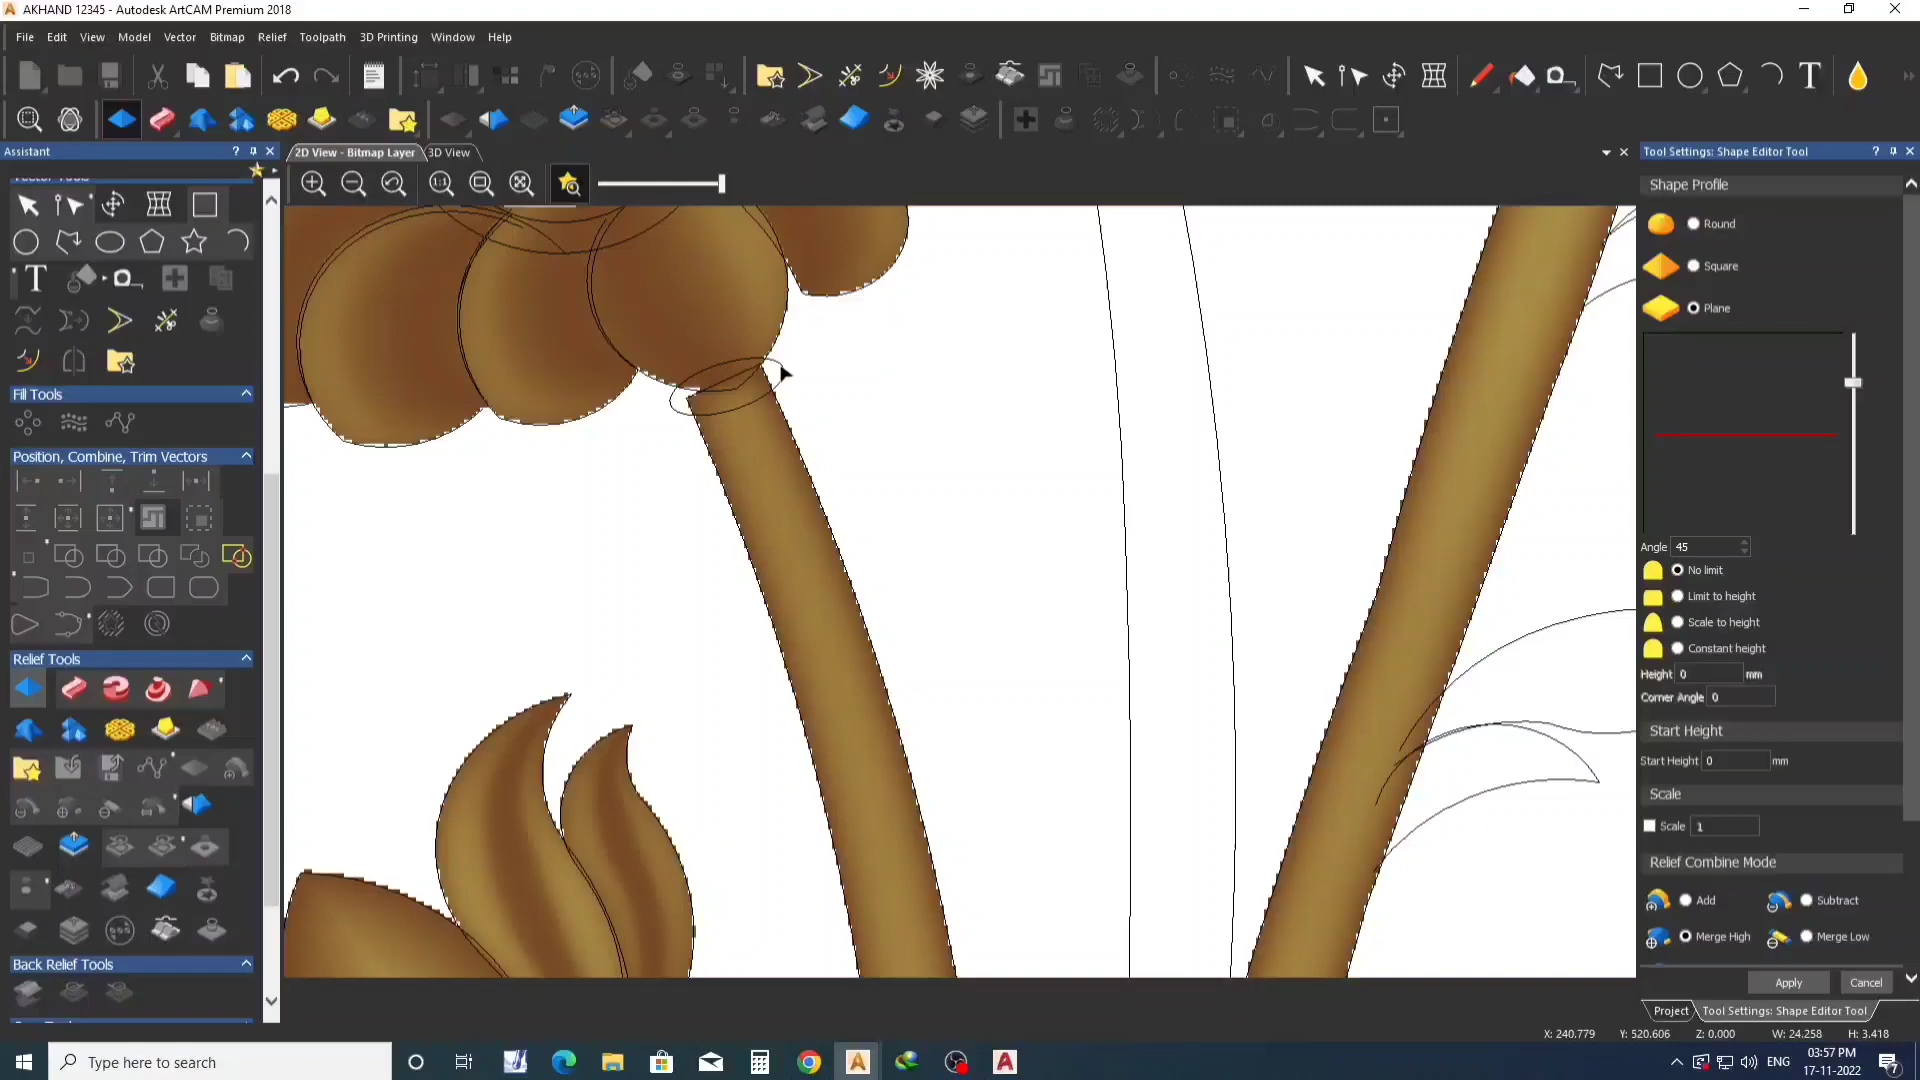 AKHAND 12345 - Autodesk ArtCAM Premium 2018
File Edit View Model Vector Bitmap Relief Toolpath 3D Printing Window Help
Assistant
2D View - Bitmap Layer
3D View
Tool Settings: Shape Editor Tool
1:1
Shape Profile
Round
Square
Plane
Fill Tools
Position, Combine, Trim Vectors
Angle 45
No limit
Limit to height
Scale to height
Constant height
Height 0 mm
Corner Angle 0
Relief Tools
Start Height
Start Height 0 mm
Scale
Scale 1
Relief Combine Mode
Add
Subtract
Merge High
Merge Low
Back Relief Tools
Apply
Cancel
Project
Tool Settings: Shape Editor Tool
X: 240.779 Y: 520.606 Z: 0.000 W: 24.258 H: 3.418
Type here to search
ENG
03:57 PM
17-11-2022
7